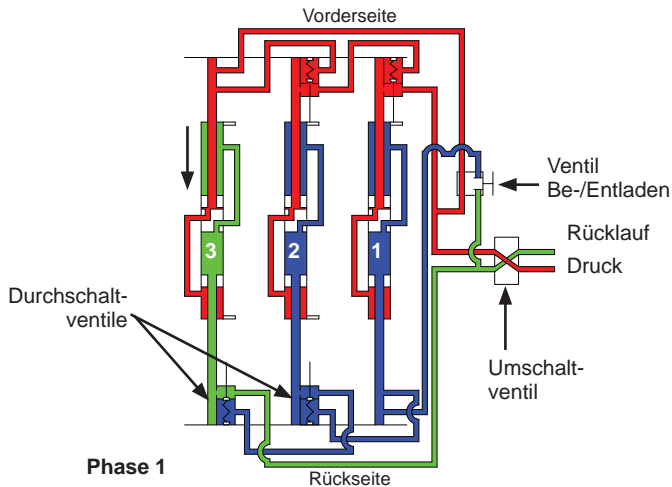 Vorderseite
Ventil
Be-/Entladen
Rücklauf
Druck
3
2
1
Durchschalt-
ventile
Umschalt-
ventil
Phase 1
Rückseite